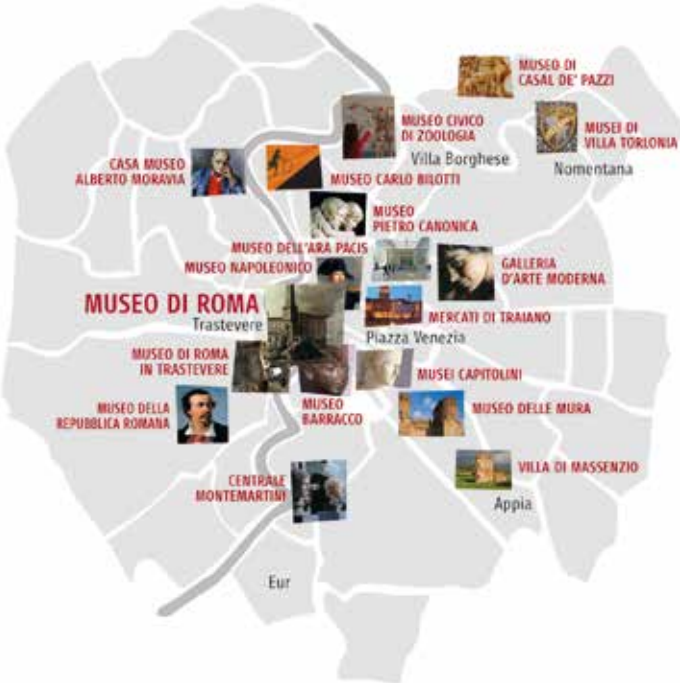 MUSEO DI
CASAL DE' PAZZI
MUSEO CIVICO
DI ZOOLOGIA
MUSEI DI
VILLA TORLONIA
Villa Borghese
Nomentana
CASA MUSEO
ALBERTO MORAVIA
MUSEO CARLO BILOTTI
MUSEO
PIETRO CANONICA
MUSEO DELL'ARA PACIS
MUSEO NAPOLEONICO
GALLERIA
D'ARTE MODERNA
MUSEO DI ROMA
Trastevere
MERCATI DI TRAIANO
Piazza Venezia
MUSEO DI ROMA
IN TRASTEVERE
MUSEI CAPITOLINI
MUSEO DELLA
REPUBBLICA ROMANA
MUSEO
BARRACCO
MUSEO DELLE MURA
CENTRALE
MONTEMARTINI
VILLA DI MASSENZIO
Appia
Eur